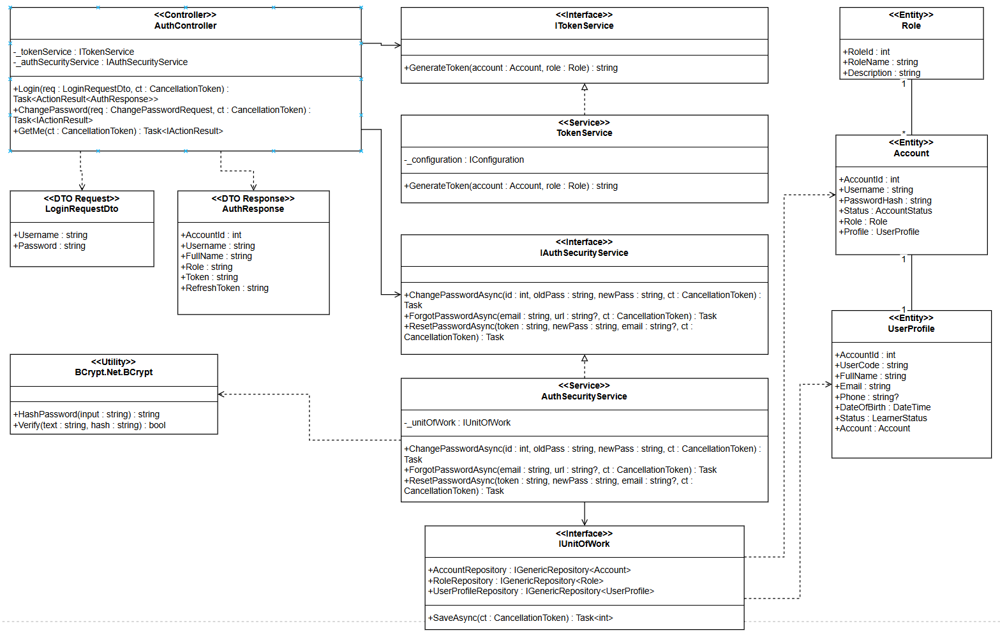 <<Controller>>
AuthController
-_tokenService : ITokenService
-_authSecurityService : IAuthSecurityService
+Login(req : LoginRequestDto, ct : CancellationToken) :
Task<ActionResult<AuthResponse>>
+ChangePassword(req : ChangePasswordRequest, ct : CancellationToken) :
Task<IActionResult>
+GetMe(ct : CancellationToken) : Task<IActionResult>
<<Interface>>
ITokenService
+GenerateToken(account : Account, role : Role) : string
<<Entity>>
Role
+RoleId : int
+RoleName : string
+Description : string
1
*
<<Service>>
TokenService
-_configuration : IConfiguration
+GenerateToken(account : Account, role : Role) : string
<<Entity>>
Account
+AccountId : int
+Username : string
+PasswordHash : string
+Status : AccountStatus
+Role : Role
+Profile : UserProfile
1
1
<<DTO Request>>
LoginRequestDto
+Username : string
+Password : string
<<DTO Response>>
AuthResponse
+AccountId : int
+Username : string
+FullName : string
+Role : string
+Token : string
+RefreshToken : string
<<Interface>>
IAuthSecurityService
+ChangePasswordAsync(id : int, oldPass : string, newPass : string, ct : CancellationToken) :
Task
+ForgotPasswordAsync(email : string, url : string?, ct : CancellationToken) : Task
+ResetPasswordAsync(token : string, newPass : string, email : string?, ct :
CancellationToken) : Task
<<Entity>>
UserProfile
+AccountId : int
+UserCode : string
+FullName : string
+Email : string
+Phone : string?
+DateOfBirth : DateTime
+Status : LearnerStatus
+Account : Account
<<Utility>>
BCrypt.Net.BCrypt
+HashPassword(input : string) : string
+Verify(text : string, hash : string) : bool
<<Service>>
AuthSecurityService
-_unitOfWork : IUnitOfWork
+ChangePasswordAsync(id : int, oldPass : string, newPass : string, ct : CancellationToken) :
Task
+ForgotPasswordAsync(email : string, url : string?, ct : CancellationToken) : Task
+ResetPasswordAsync(token : string, newPass : string, email : string?, ct :
CancellationToken) : Task
<<Interface>>
IUnitOfWork
+AccountRepository : IGenericRepository<Account>
+RoleRepository : IGenericRepository<Role>
+UserProfileRepository : IGenericRepository<UserProfile>
+SaveAsync(ct : CancellationToken) : Task<int>